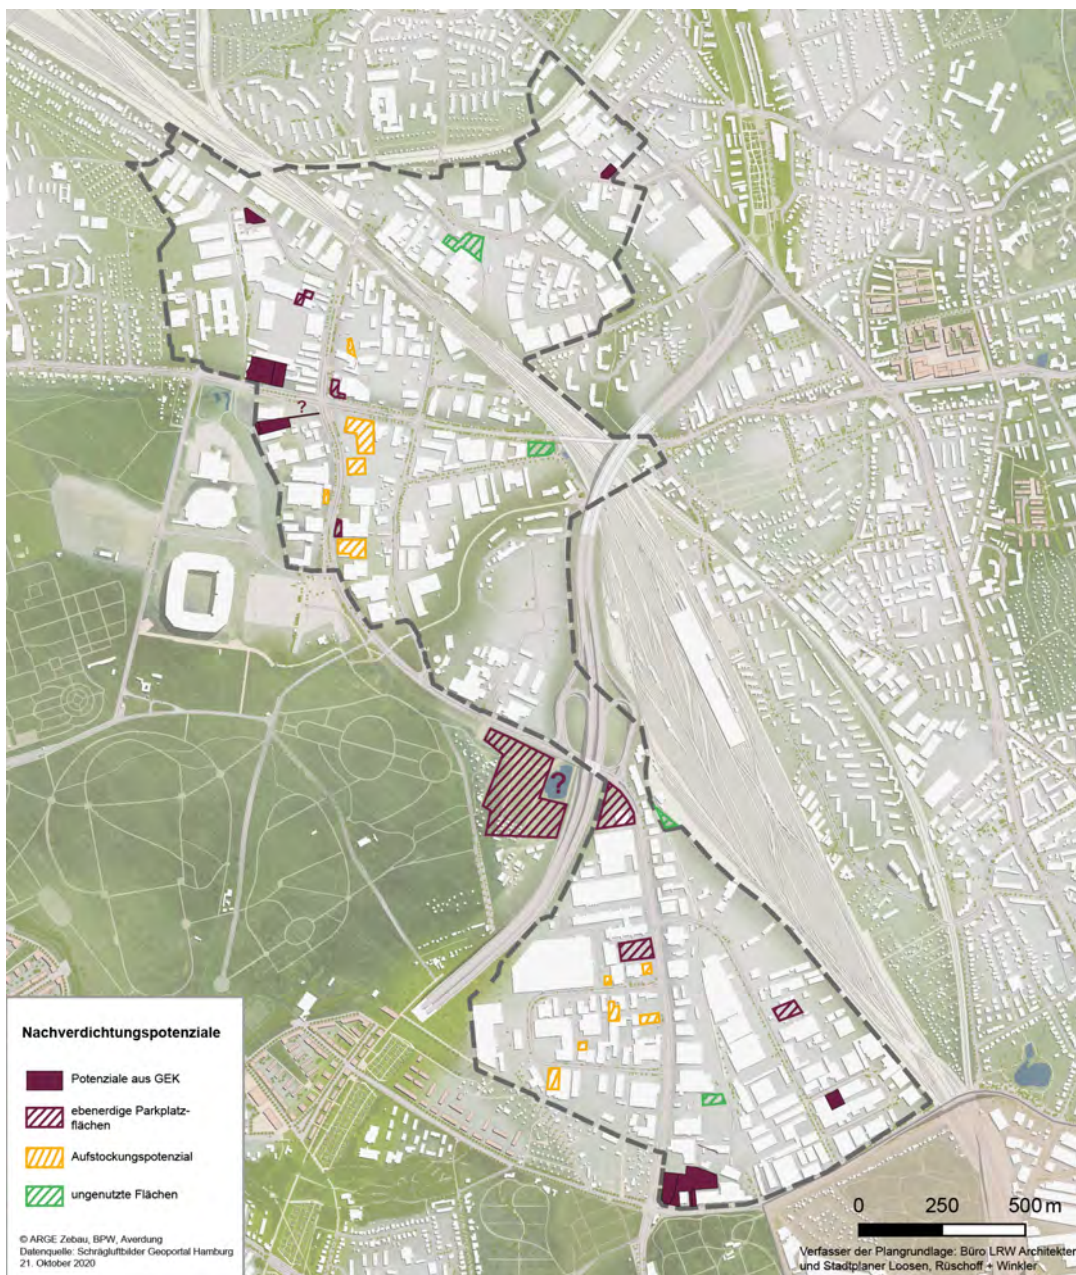 ?
?
Nachverdichtungspotenziale
Potenziale aus GEK
ebenerdige Parkplatz-
flächen
Aufstockungspotenzial
ungenutzte Flächen
© ARGE Zebau, BPW, Averdung
Datenquelle: Schrägluftbilder Geoportal Hamburg
21. Oktober 2020
0 250 500 m
Verfasser der Plangrundlage: Büro LRW Architekten
und Stadtplaner Loosen, Rüschoff + Winkler